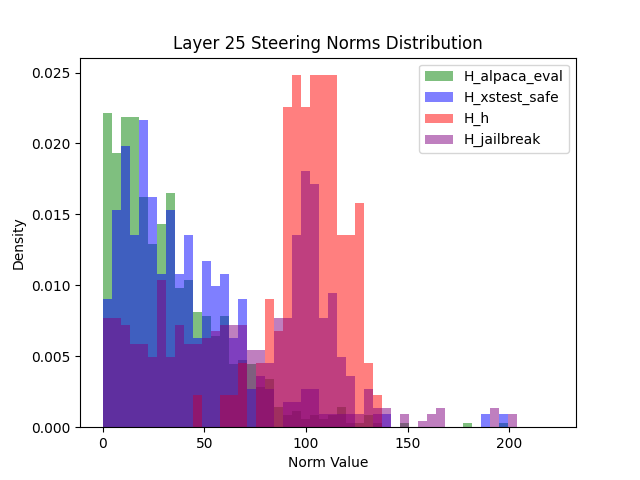 Layer 25 Steering Norms Distribution
0.025
0.020
0.015
0.010
0.005
0.000
Density
H_alpaca_eval
H_xstest_safe
H_h
H_jailbreak
0
50
100
150
200
Norm Value